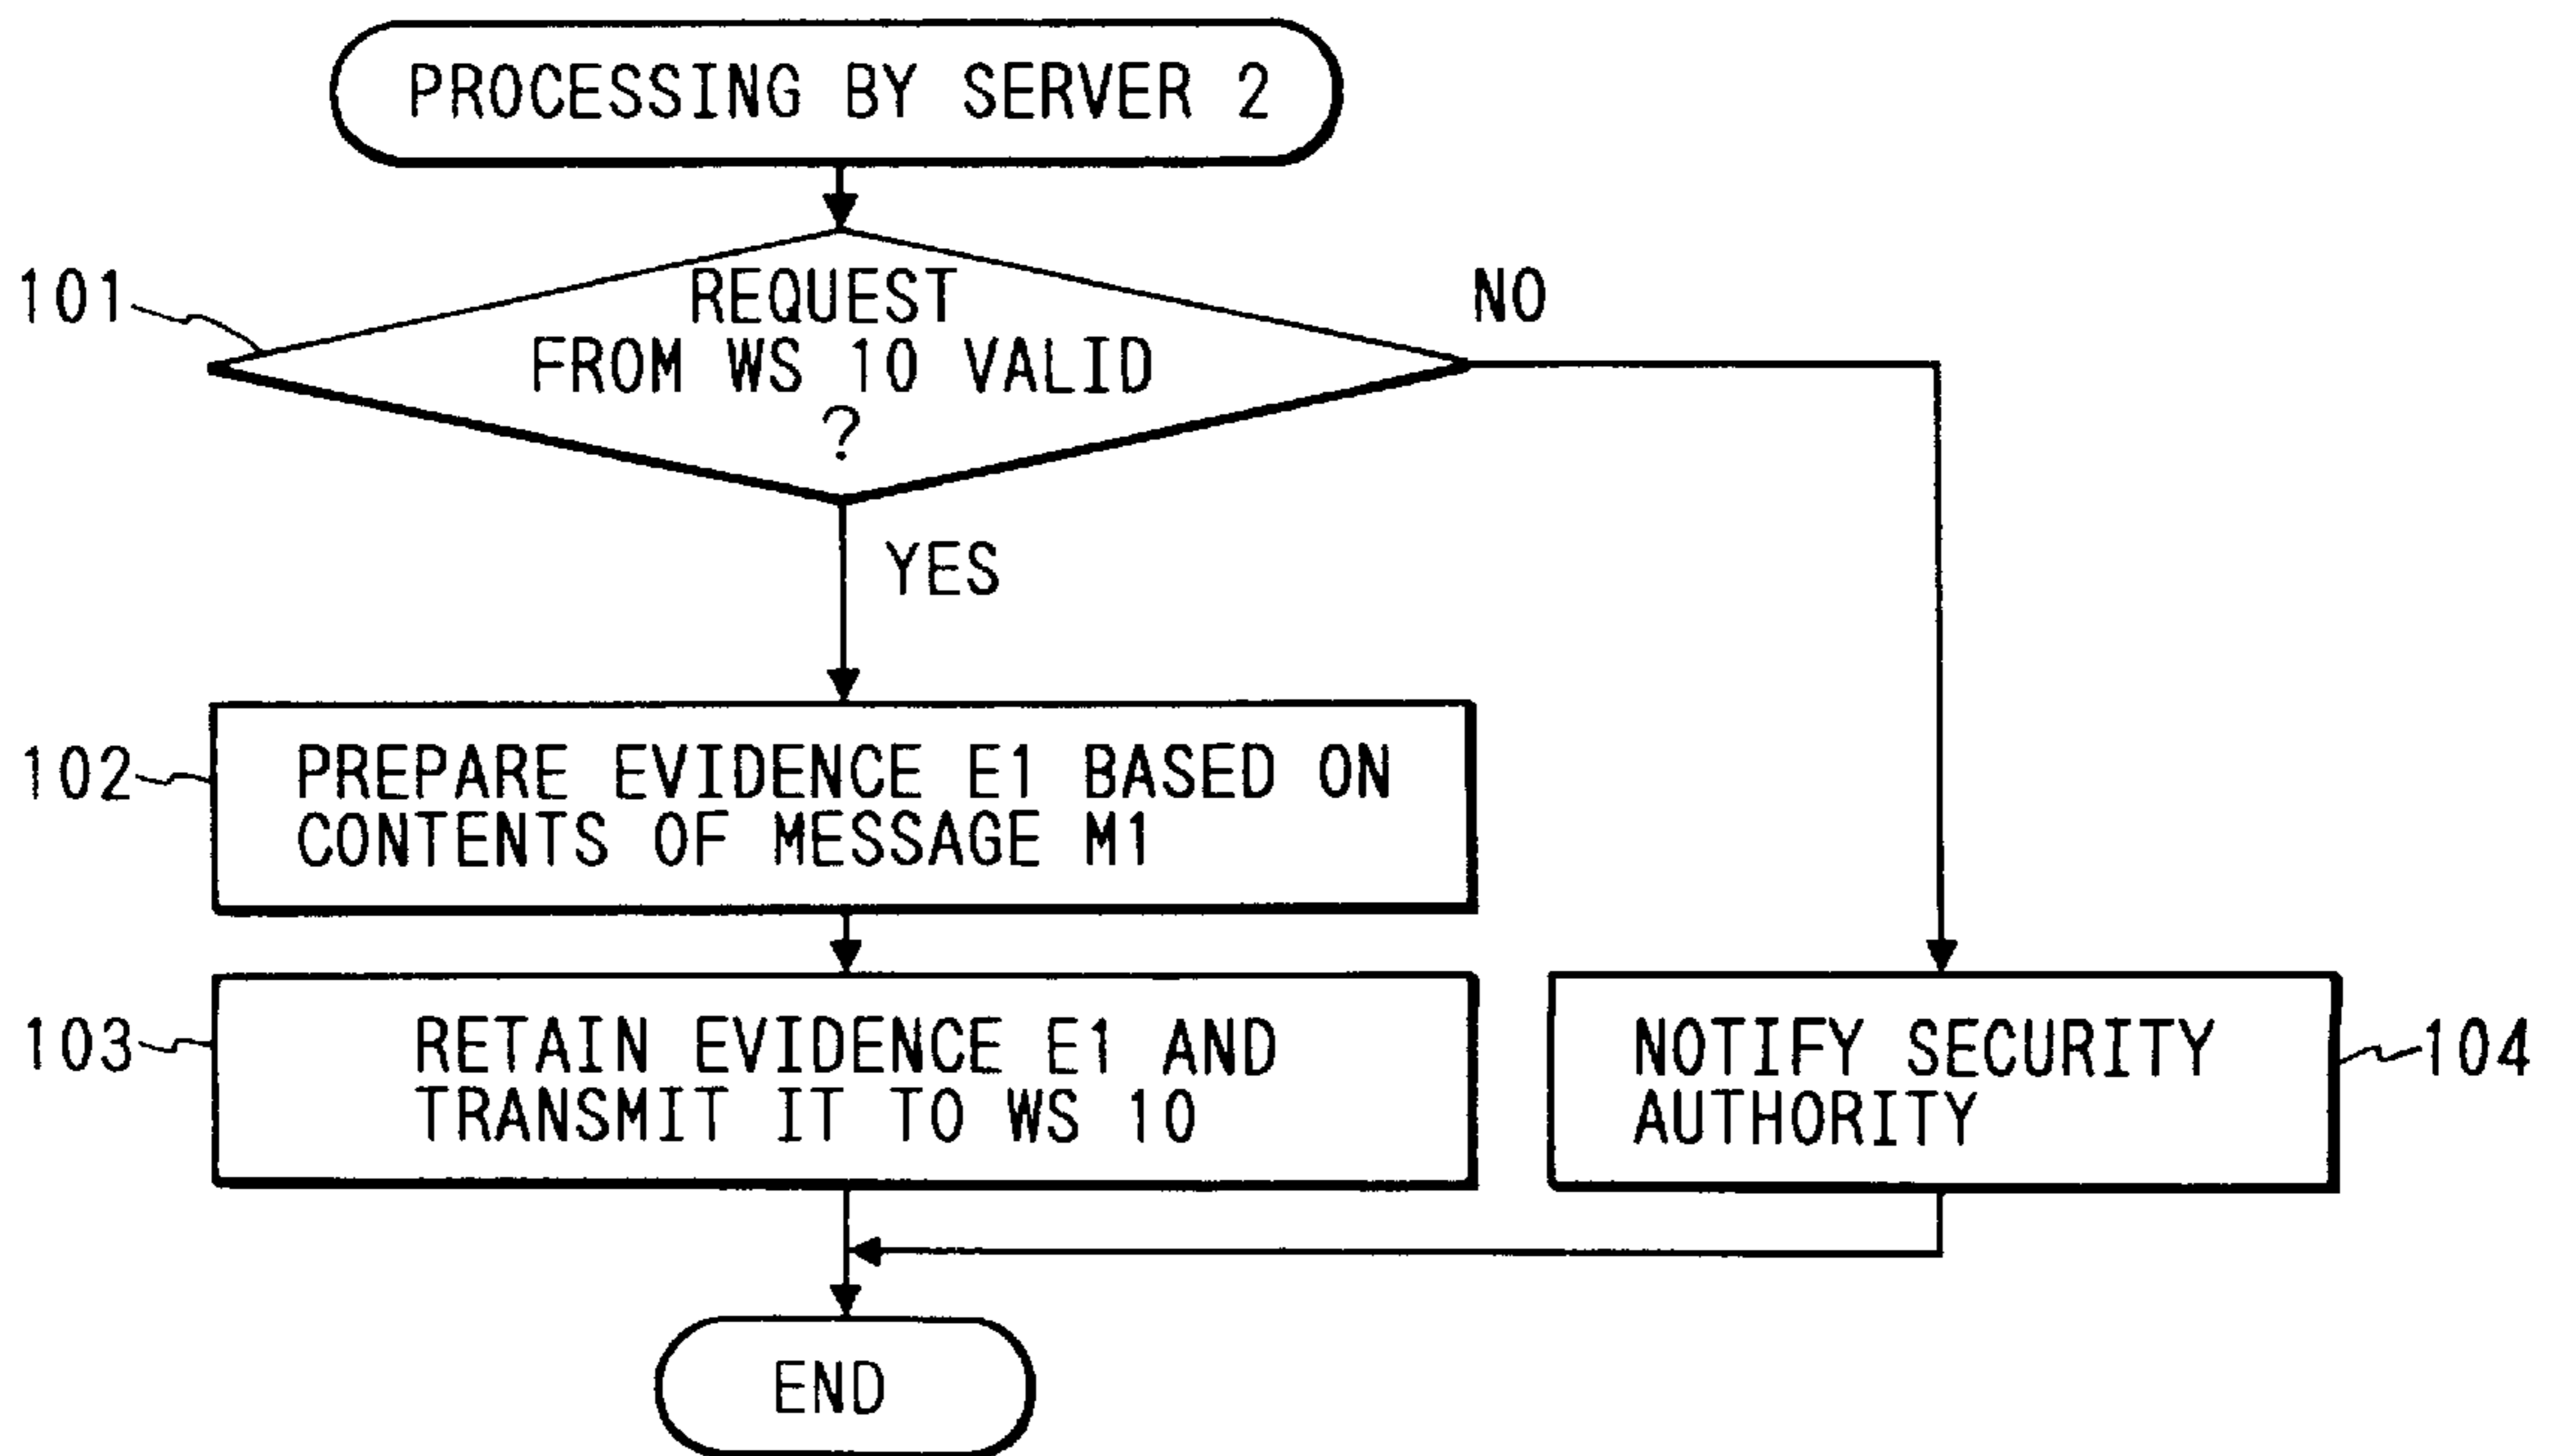 PROCESSING BY SERVER 2
101
REQUEST
FROM WS 10 VALID
?
NO
YES
102
PREPARE EVIDENCE E1 BASED ON
CONTENTS OF MESSAGE M1
103
RETAIN EVIDENCE E1 AND
TRANSMIT IT TO WS 10
NOTIFY SECURITY
AUTHORITY
104
END